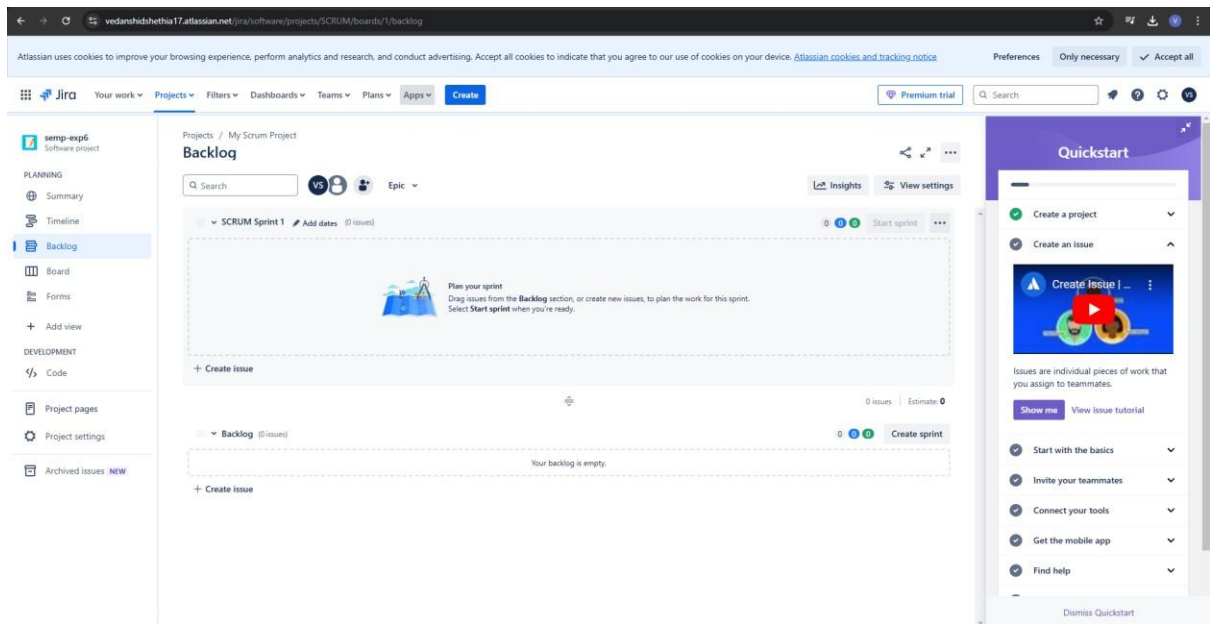 vedanshidshethia17.atlassian.net/jira/software/projects/SCRUM/boards/1/backlog
Atlassian uses cookies to improve your browsing experience, perform analytics and research, and conduct advertising. Accept all cookies to indicate that you agree to our use of cookies on your device. Atlassian cookies and tracking notice
Preferences Only necessary Accept all
Jira Your work Projects Filters Dashboards Teams Plans Apps Create Premium trial Search VS
semp-exp6
Software project
PLANNING
Summary
Timeline
Backlog
Board
Forms
+ Add view
DEVELOPMENT
Code
Project pages
Project settings
Archived issues NEW
Projects / My Scrum Project
Backlog
Search VS Epic Insights View settings
SCRUM Sprint 1 Add dates (0 issues) 0 0 0 Start sprint
Plan your sprint
Drag issues from the Backlog section, or create new issues, to plan the work for this sprint.
Select Start sprint when you're ready.
+ Create issue
0 issues Estimate: 0
Backlog (0 issues) 0 0 0 Create sprint
Your backlog is empty.
+ Create issue
Quickstart
Create a project
Create an issue
Create Issue | ...
Issues are individual pieces of work that
you assign to teammates.
Show me View issue tutorial
Start with the basics
Invite your teammates
Connect your tools
Get the mobile app
Find help
Dismiss Quickstart